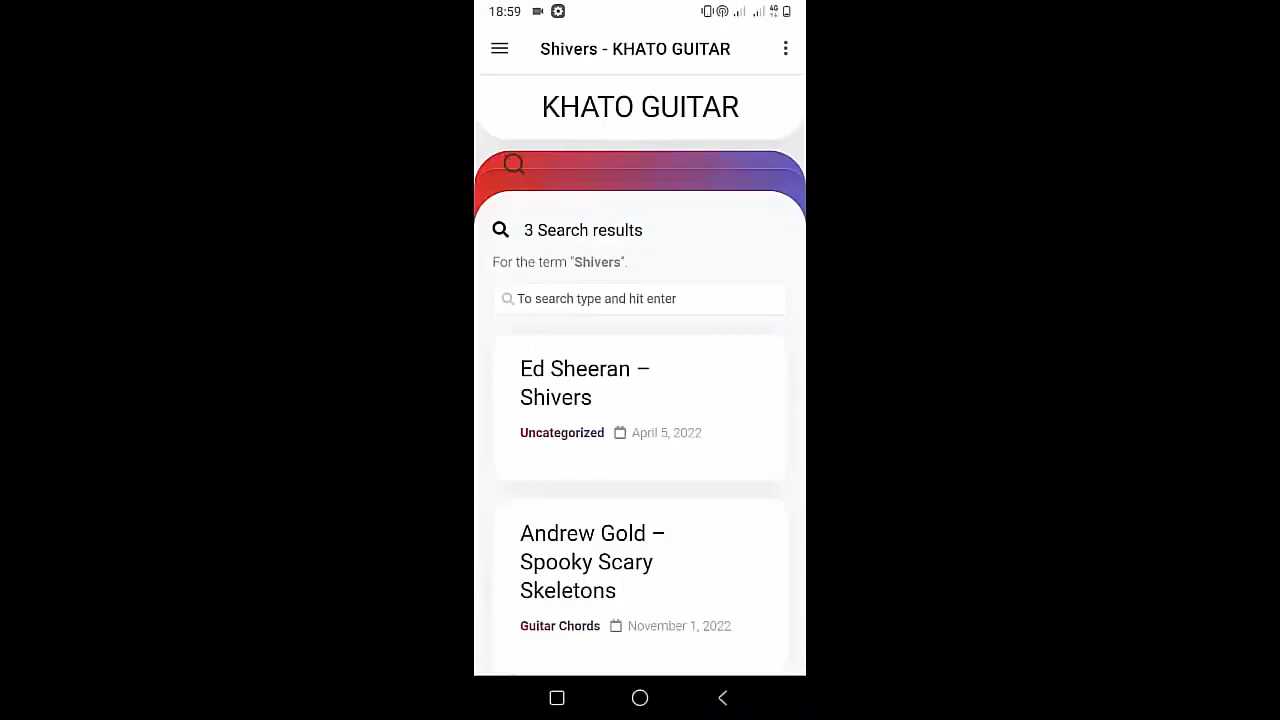 18:59
4G
Shivers - KHATO GUITAR
KHATO GUITAR
3 Search results
For the term "Shivers".
To search type and hit enter
Ed Sheeran –
Shivers
Uncategorized April 5, 2022
Andrew Gold –
Spooky Scary
Skeletons
Guitar Chords November 1, 2022